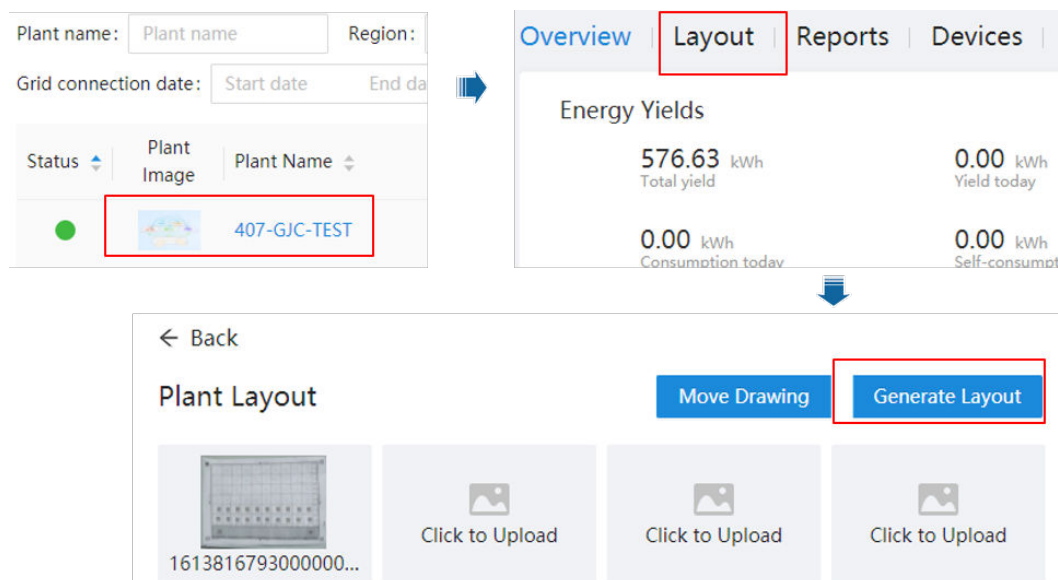 Plant name: Plant name Region:
Grid connection date: Start date End da
Status Plant Image Plant Name
407-GJC-TEST
Overview Layout Reports Devices
Energy Yields
576.63 kWh 0.00 kWh
Total yield Yield today
0.00 kWh 0.00 kWh
Consumption today Self-consumpt
← Back
Plant Layout Move Drawing Generate Layout
Click to Upload Click to Upload Click to Upload
1613816793000000...